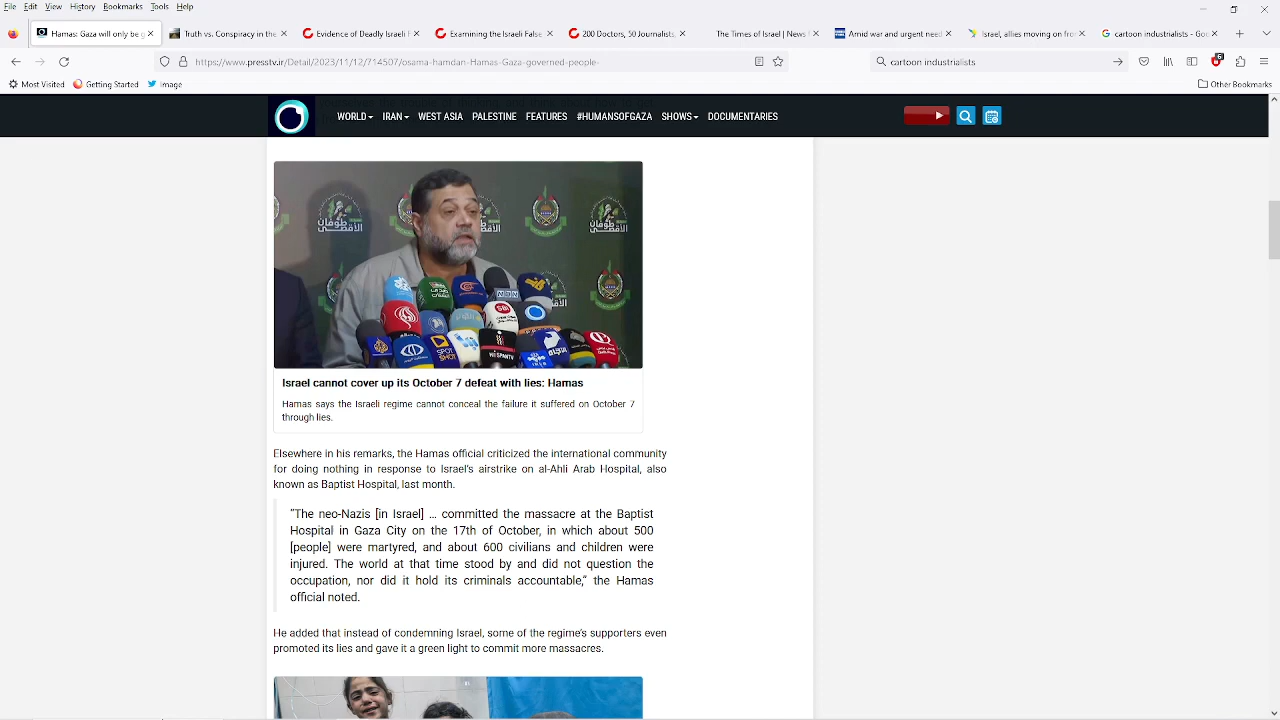 File Edit View History Bookmarks Tools Help
Hamas: Gaza will only be g
Truth vs. Conspiracy in the
Evidence of Deadly Israeli F
Examining the Israeli False
200 Doctors, 50 Journalists,
The Times of Israel | News f
Amid war and urgent need
Israel, allies moving on fro
cartoon industrialists - Goo
https://www.presstv.ir/Detail/2023/11/12/714507/osama-hamdan-Hamas-Gaza-governed-people-
cartoon industrialists
Most Visited Getting Started Image Other Bookmarks
WORLD IRAN WEST ASIA PALESTINE FEATURES #HUMANSOFGAZA SHOWS DOCUMENTARIES
طوفان
الأقصى
طوفان
الأقصى
SPOT
SHOT
HISPANTV
Israel cannot cover up its October 7 defeat with lies: Hamas
Hamas says the Israeli regime cannot conceal the failure it suffered on October 7
through lies.
Elsewhere in his remarks, the Hamas official criticized the international community
for doing nothing in response to Israel’s airstrike on al-Ahli Arab Hospital, also
known as Baptist Hospital, last month.
“The neo-Nazis [in Israel] … committed the massacre at the Baptist
Hospital in Gaza City on the 17th of October, in which about 500
[people] were martyred, and about 600 civilians and children were
injured. The world at that time stood by and did not question the
occupation, nor did it hold its criminals accountable,” the Hamas
official noted.
He added that instead of condemning Israel, some of the regime’s supporters even
promoted its lies and gave it a green light to commit more massacres.